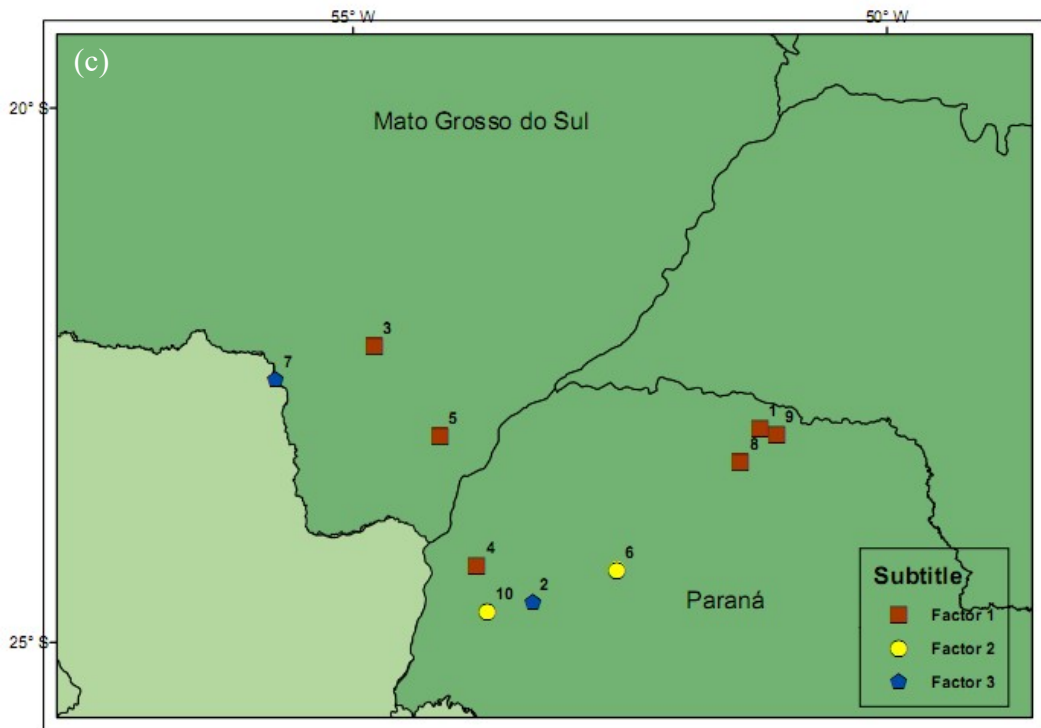 55° W 50° W
(c)
20° S
Mato Grosso do Sul
3
7
5
1 9
8
4
6
10 2
Paraná
25° S
Subtitle
Factor 1
Factor 2
Factor 3